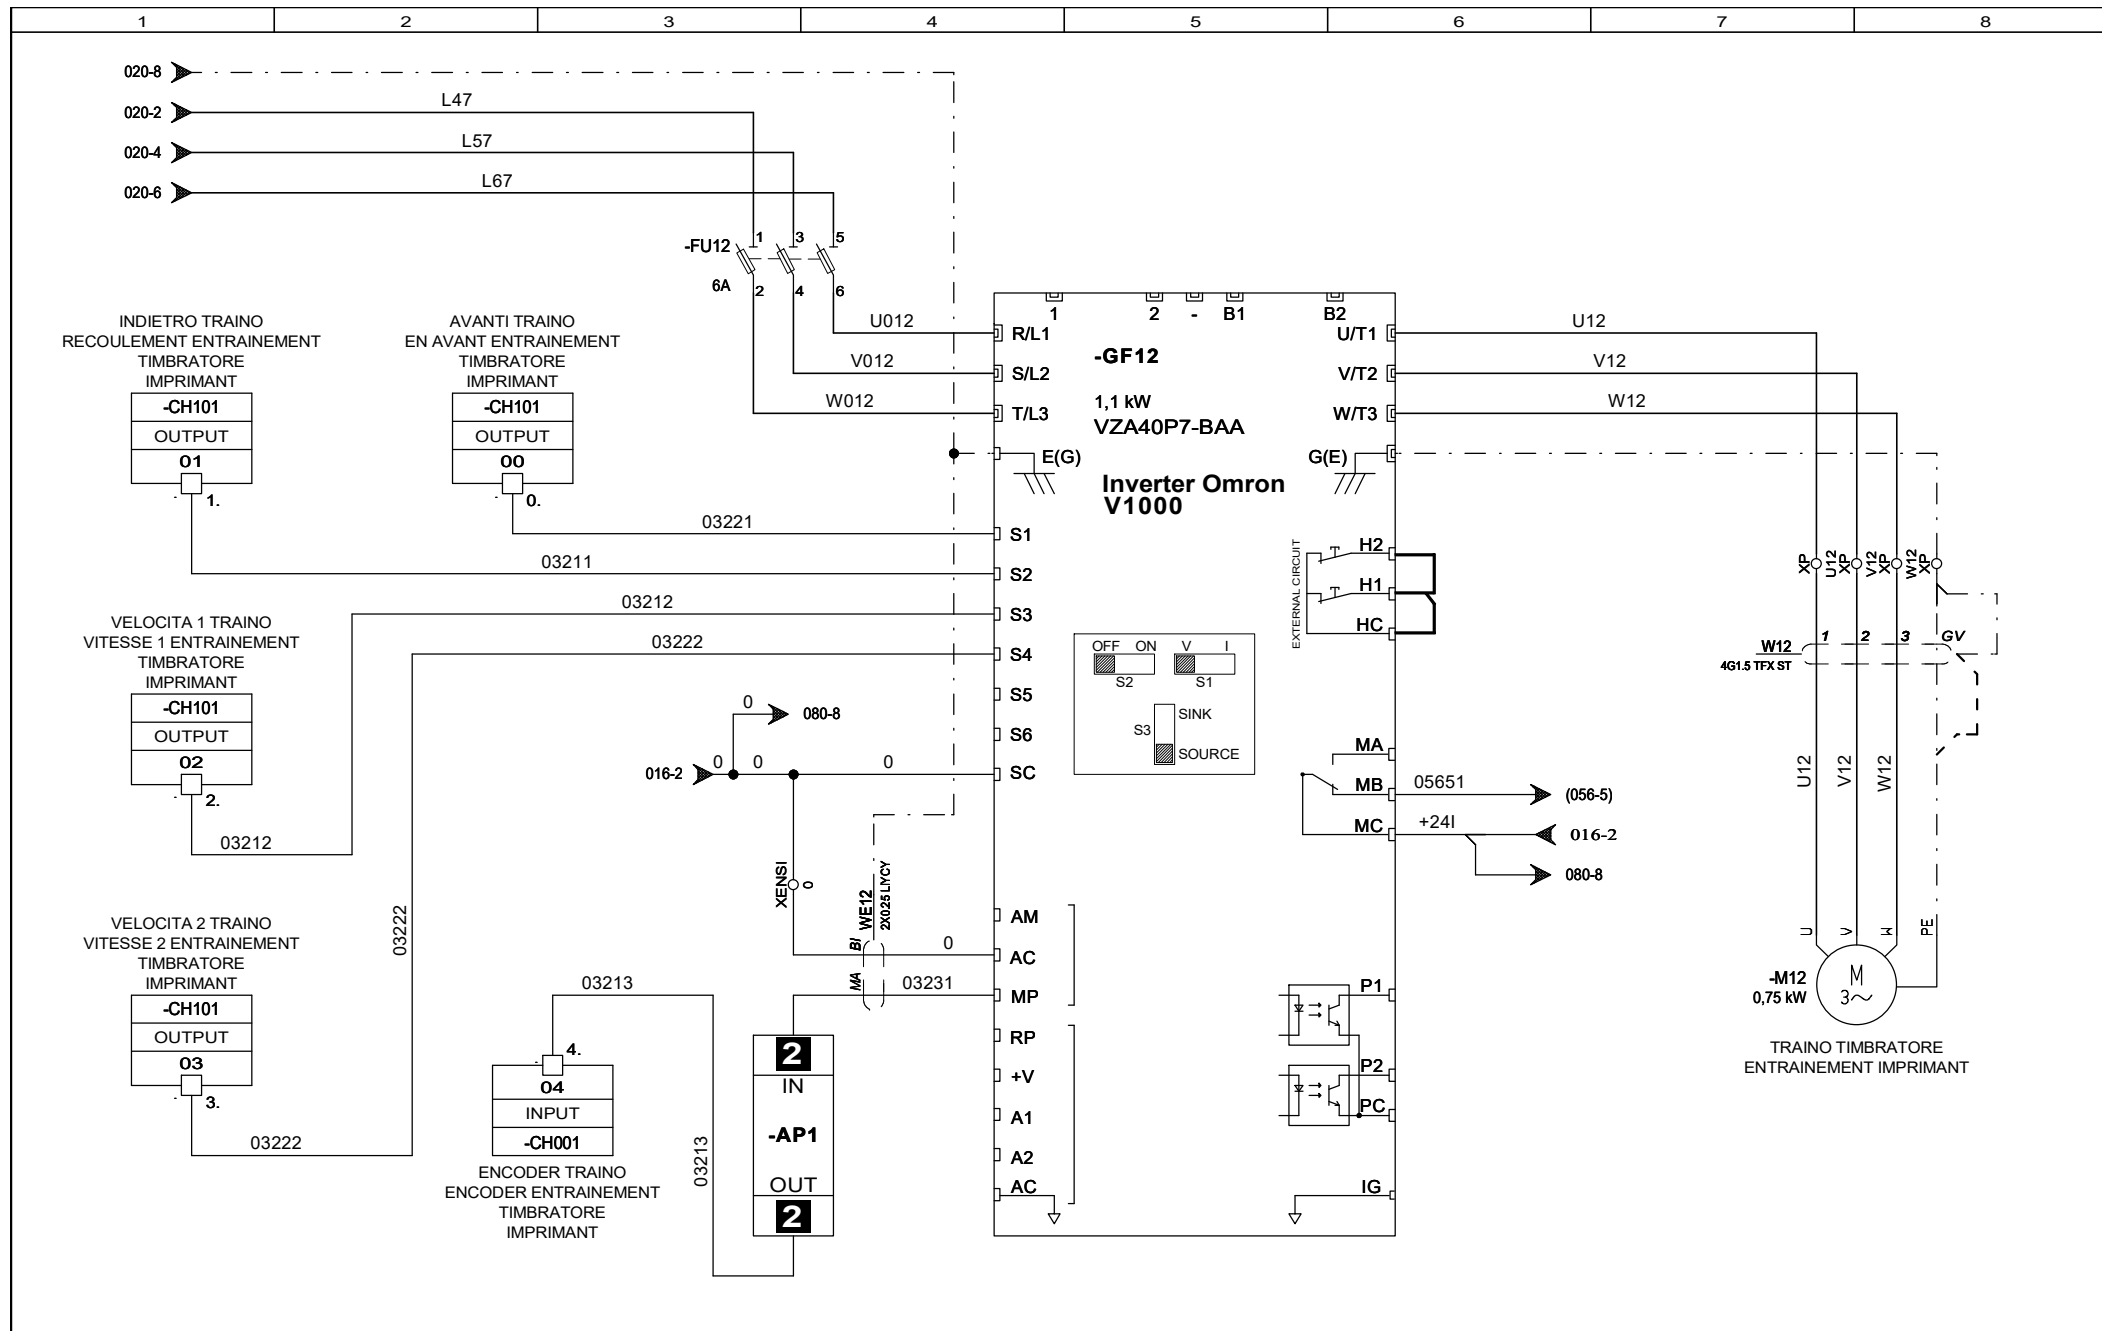 1 2 3 4 5 6 7 8
020-8
020-2
L47
020-4
L57
020-6
L67
-FU12
6A
1 3 5
2 4 6
U012
V012
W012
INDIETRO TRAINO
RECOULEMENT ENTRAINEMENT
TIMBRATORE
IMPRIMANT
-CH101
OUTPUT
01
1.
AVANTI TRAINO
EN AVANT ENTRAINEMENT
TIMBRATORE
IMPRIMANT
-CH101
OUTPUT
00
0.
03221
03211
03212
03222
VELOCITA 1 TRAINO
VITESSE 1 ENTRAINEMENT
TIMBRATORE
IMPRIMANT
-CH101
OUTPUT
02
2.
03212
VELOCITA 2 TRAINO
VITESSE 2 ENTRAINEMENT
TIMBRATORE
IMPRIMANT
-CH101
OUTPUT
03
3.
03222
03222
0
080-8
016-2
0 0 0
XENSI
0
WE12
2X0.25 LIYCY
BI
MA
0
03231
03213
4.
04
INPUT
-CH001
ENCODER TRAINO
ENCODER ENTRAINEMENT
TIMBRATORE
IMPRIMANT
03213
2
IN
-AP1
OUT
2
1 2 - B1 B2
R/L1
S/L2
T/L3
E(G)
S1
S2
S3
S4
S5
S6
SC
AM
AC
MP
RP
+V
A1
A2
AC
-GF12
1,1 kW
VZA40P7-BAA
Inverter Omron
V1000
OFF ON V I
S2 S1
S3
SINK
SOURCE
U/T1
V/T2
W/T3
G(E)
EXTERNAL CIRCUIT
H2
H1
HC
MA
MB
MC
P1
P2
PC
IG
05651
(056-5)
+24I
016-2
080-8
U12
V12
W12
XP
U12
XP
V12
XP
W12
XP
W12
4G1.5 TFX ST
1 2 3 GV
U12
V12
W12
U V W PE
-M12
0,75 kW
M
3~
TRAINO TIMBRATORE
ENTRAINEMENT IMPRIMANT